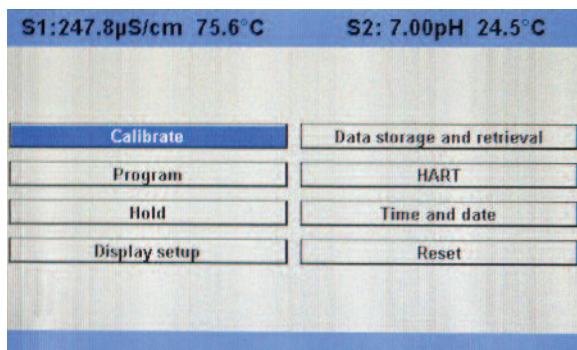 S1:247.8µS/cm 75.6°C S2: 7.00pH 24.5°C
Calibrate
Data storage and retrieval
Program
HART
Hold
Time and date
Display setup
Reset